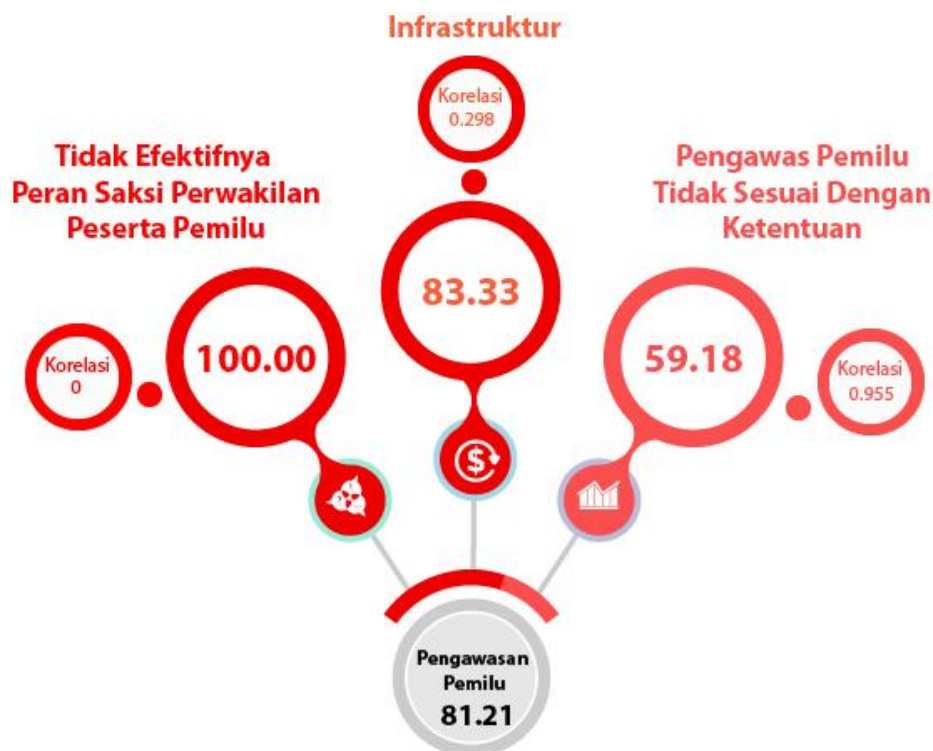 Infrastruktur
Korelasi
0.298
83.33
Tidak Efektifnya
Peran Saksi Perwakilan
Peserta Pemilu
100.00
Korelasi
0
Pengawas Pemilu
Tidak Sesuai Dengan
Ketentuan
59.18
Korelasi
0.955
$
Pengawasan
Pemilu
81.21